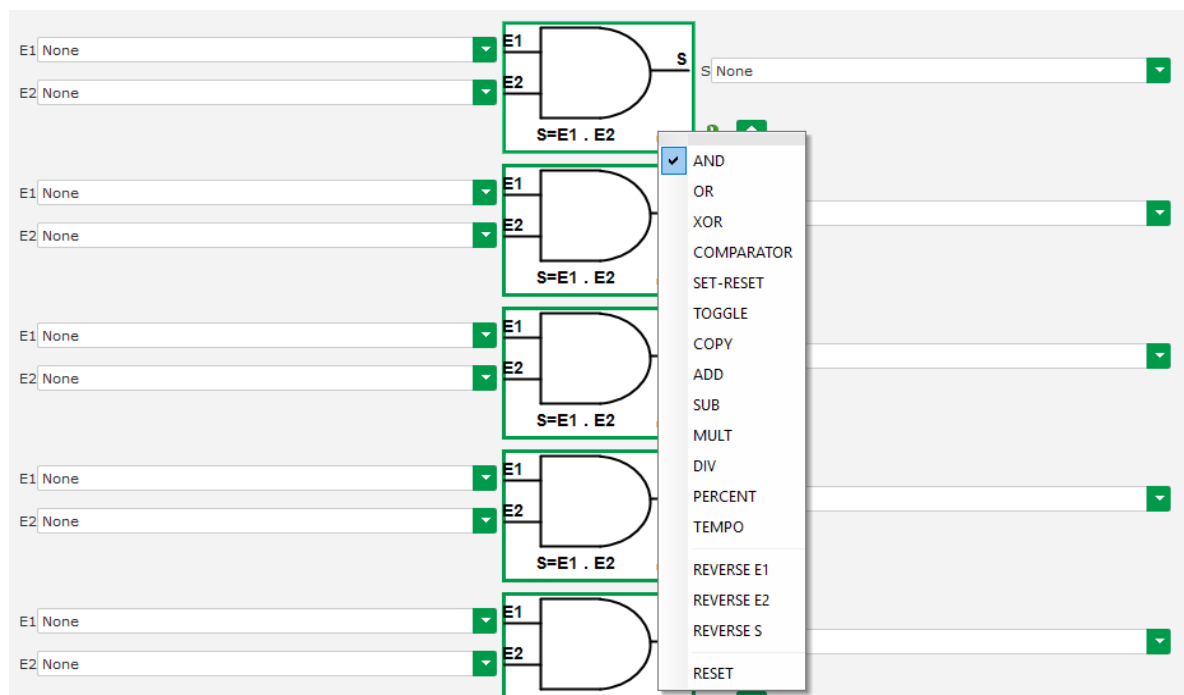 E1 None
E2 None
E1
E2
S
S=E1 . E2
S None
E1 None
E2 None
E1
E2
S=E1 . E2
E1 None
E2 None
E1
E2
S=E1 . E2
E1 None
E2 None
E1
E2
S=E1 . E2
E1 None
E2 None
E1
E2
AND
OR
XOR
COMPARATOR
SET-RESET
TOGGLE
COPY
ADD
SUB
MULT
DIV
PERCENT
TEMPO
REVERSE E1
REVERSE E2
REVERSE S
RESET